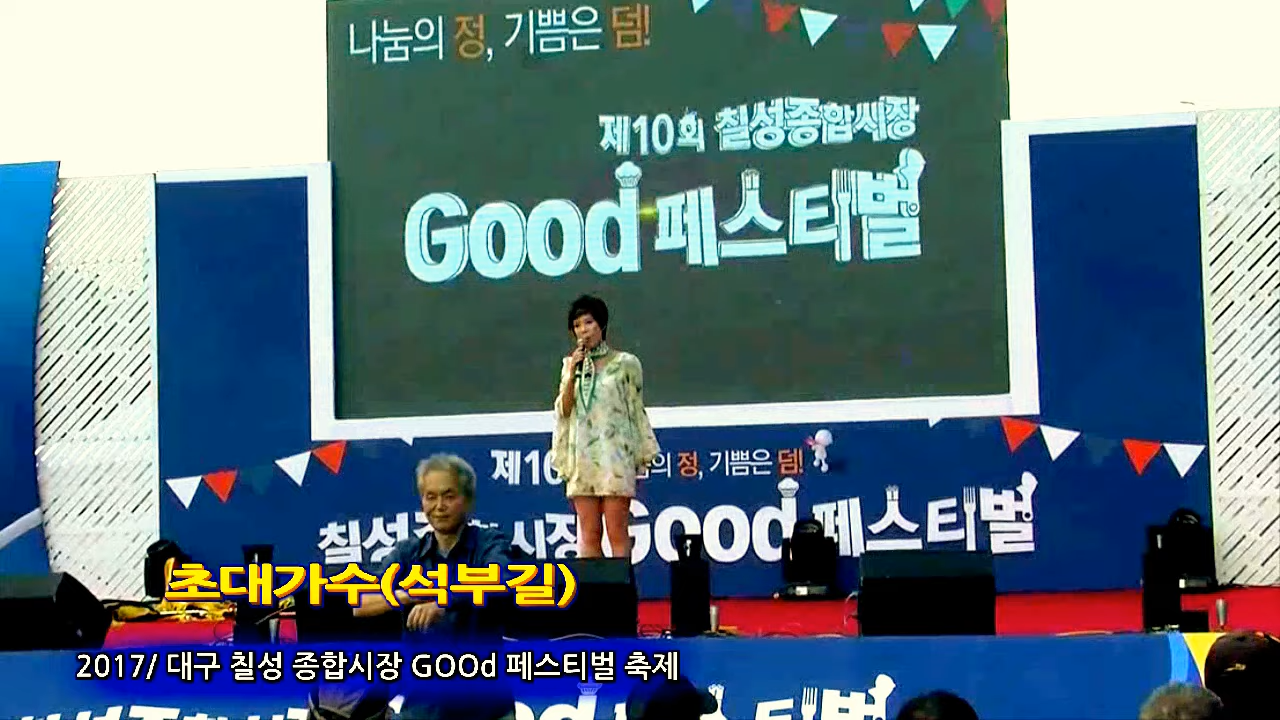 나눔의 정, 기쁨은 덤!
제10회 칠성종합시장
Good 페스티벌
제10 의 정, 기쁨은 덤!
칠성종합 시장 Good 페스티벌
초대가수(석부길)
2017/ 대구 칠성 종합시장 GOOd 페스티벌 축제